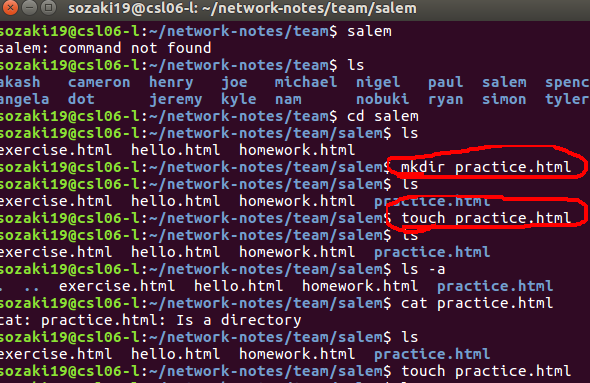 sozaki19@csl06-l: ~/network-notes/team/salem
sozaki19@csl06-l:~/network-notes/team$ salem
salem: command not found
sozaki19@csl06-l:~/network-notes/team$ ls
akash cameron henry joe michael nigel paul salem spenc
angela dot jeremy kyle nam nobuki ryan simon tyler
sozaki19@csl06-l:~/network-notes/team$ cd salem
sozaki19@csl06-l:~/network-notes/team/salem$ ls
exercise.html hello.html homework.html
sozaki19@csl06-l:~/network-notes/team/salem$ mkdir practice.html
sozaki19@csl06-l:~/network-notes/team/salem$ ls
exercise.html hello.html homework.html practice.html
sozaki19@csl06-l:~/network-notes/team/salem$ touch practice.html
sozaki19@csl06-l:~/network-notes/team/salem$ ls
exercise.html hello.html homework.html practice.html
sozaki19@csl06-l:~/network-notes/team/salem$ ls -a
. .. exercise.html hello.html homework.html practice.html
sozaki19@csl06-l:~/network-notes/team/salem$ cat practice.html
cat: practice.html: Is a directory
sozaki19@csl06-l:~/network-notes/team/salem$ ls
exercise.html hello.html homework.html practice.html
sozaki19@csl06-l:~/network-notes/team/salem$ touch practice.html